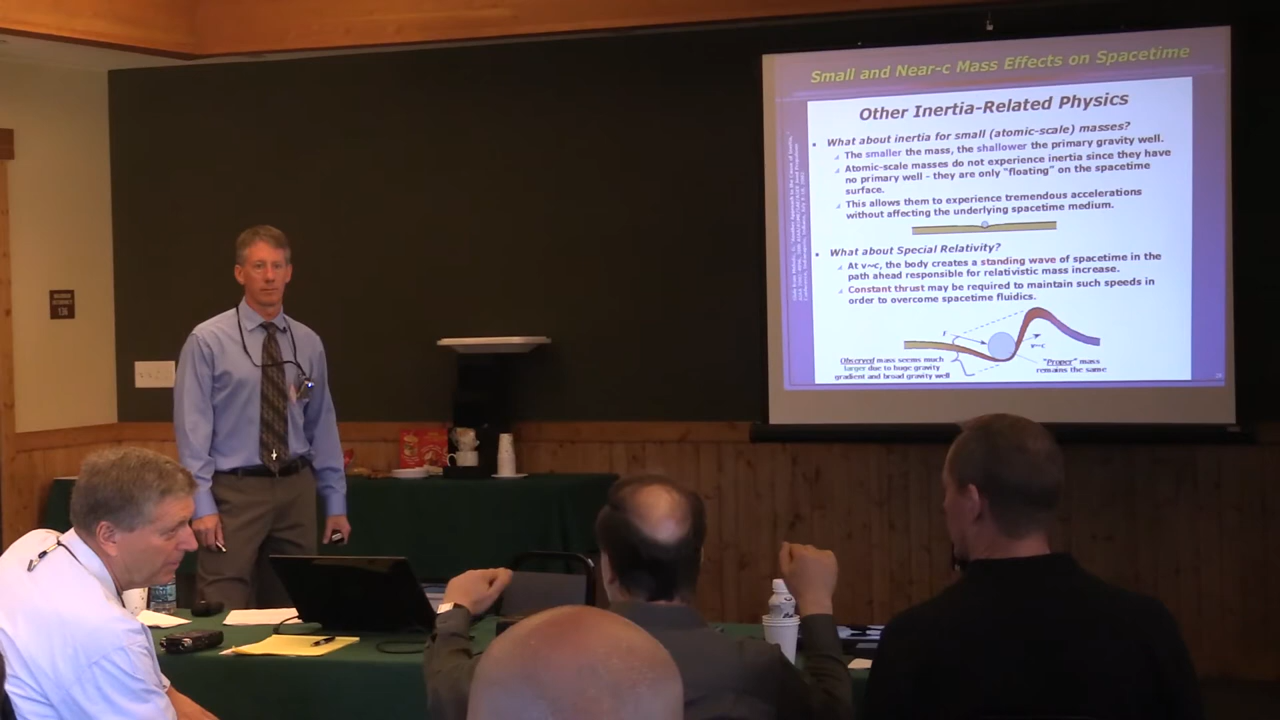 Small and Near-c Mass Effects on Spacetime
Other Inertia-Related Physics
What about inertia for small (atomic-scale) masses?
The smaller the mass, the shallower the primary gravity well.
Atomic-scale masses do not experience inertia since they have
no primary well - they are only "floating" on the spacetime
surface.
This allows them to experience tremendous accelerations
without affecting the underlying spacetime medium.
What about Special Relativity?
At v~c, the body creates a standing wave of spacetime in the
path ahead responsible for relativistic mass increase.
Constant thrust may be required to maintain such speeds in
order to overcome spacetime fluidics.
r
v~c
Observed mass seems much
larger due to huge gravity
gradient and broad gravity well
"Proper" mass
remains the same
MAXIMUM
OCCUPANCY
136